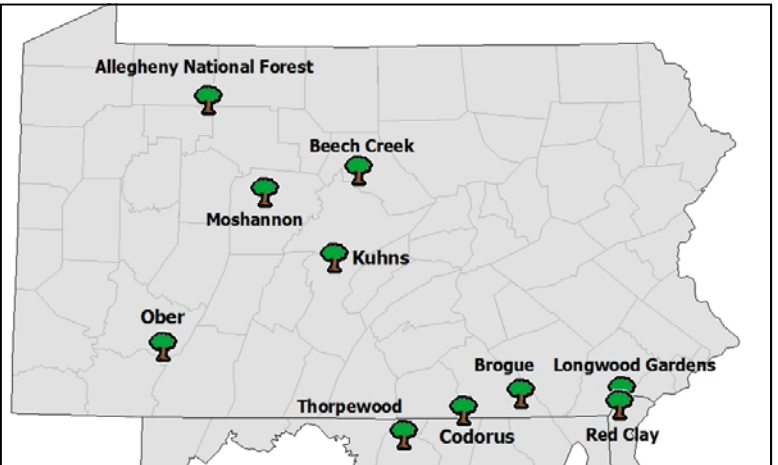 Allegheny National Forest
Beech Creek
Moshannon
Kuhns
Ober
Brogue
Longwood Gardens
Thorpewood
Codorus
Red Clay